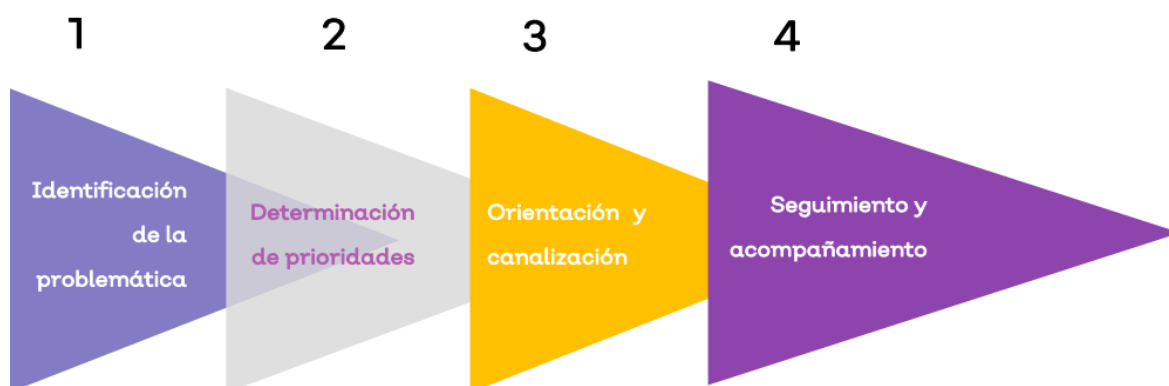 1
2
3
4
Identificación
de la
problemática
Determinación
de prioridades
Orientación y
canalización
Seguimiento y
acompañamiento